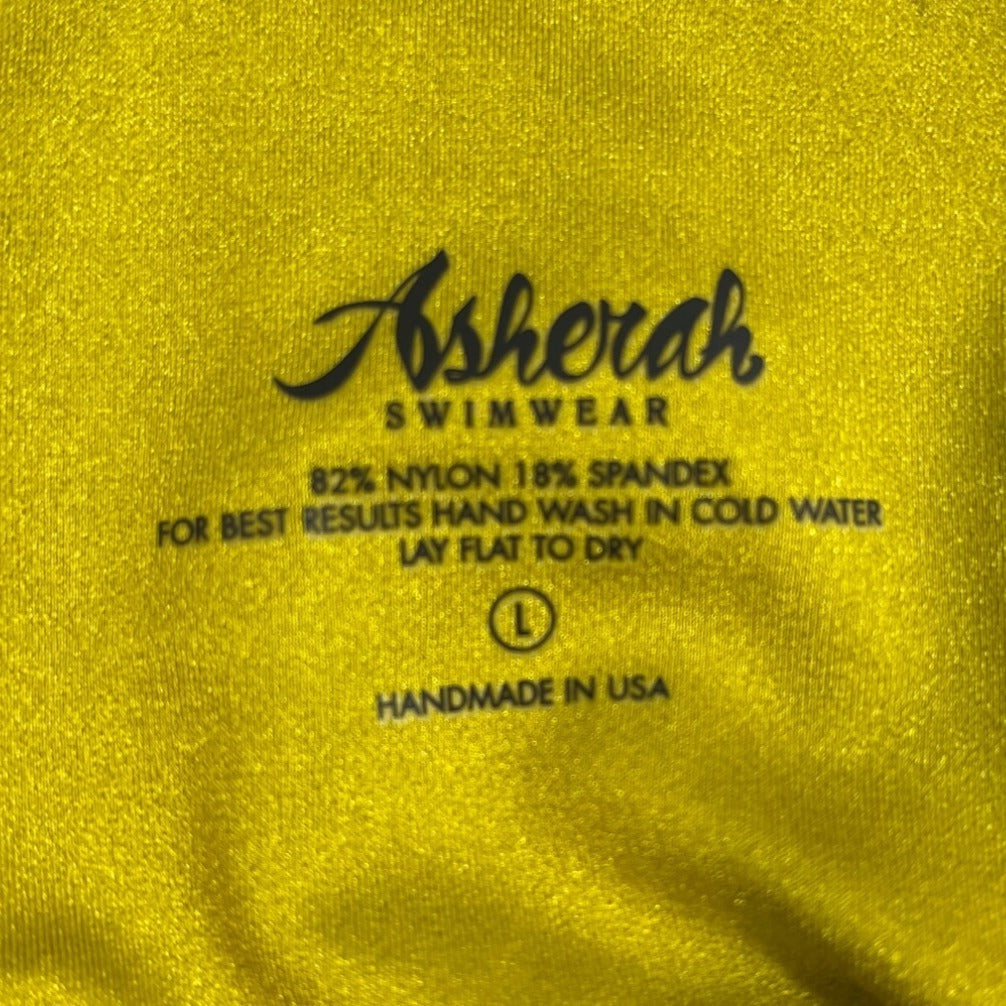 Asherah
SWIMWEAR
82% NYLON 18% SPANDEX
FOR BEST RESULTS HAND WASH IN COLD WATER
LAY FLAT TO DRY
L
HANDMADE IN USA